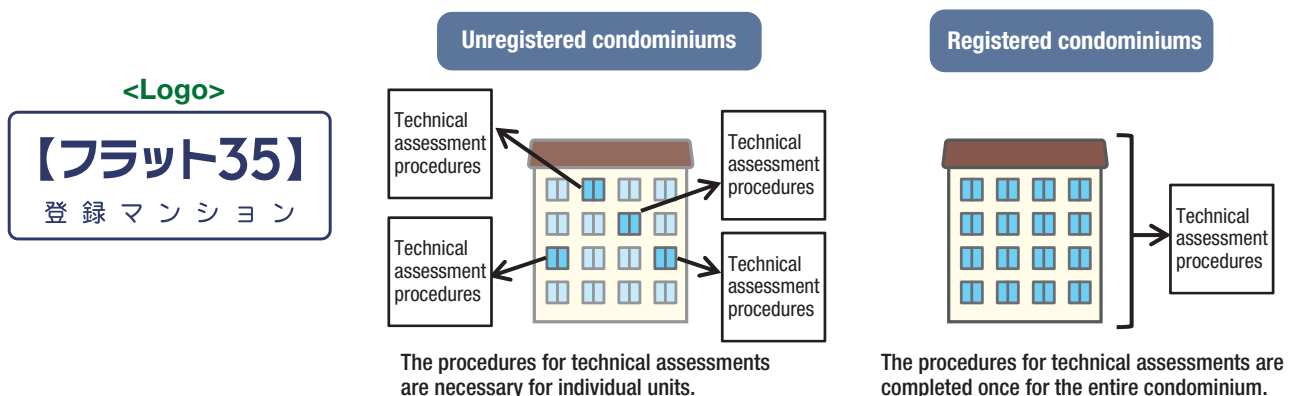 <Logo>
【フラット35】
登録マンション
Unregistered condominiums
Technical
assessment
procedures
Technical
assessment
procedures
Technical
assessment
procedures
Technical
assessment
procedures
The procedures for technical assessments
are necessary for individual units.
Registered condominiums
Technical
assessment
procedures
The procedures for technical assessments are
completed once for the entire condominium.